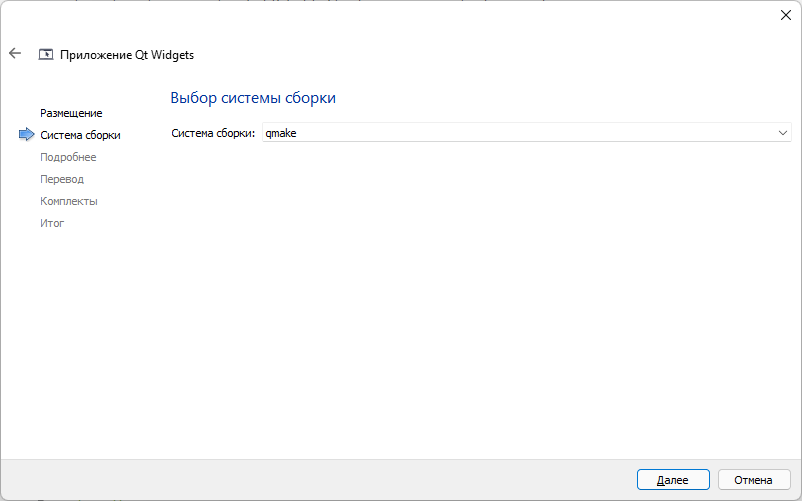 Приложение Qt Widgets
Выбор системы сборки
Размещение
Система сборки
Подробнее
Перевод
Комплекты
Итог
Система сборки: qmake
Далее
Отмена